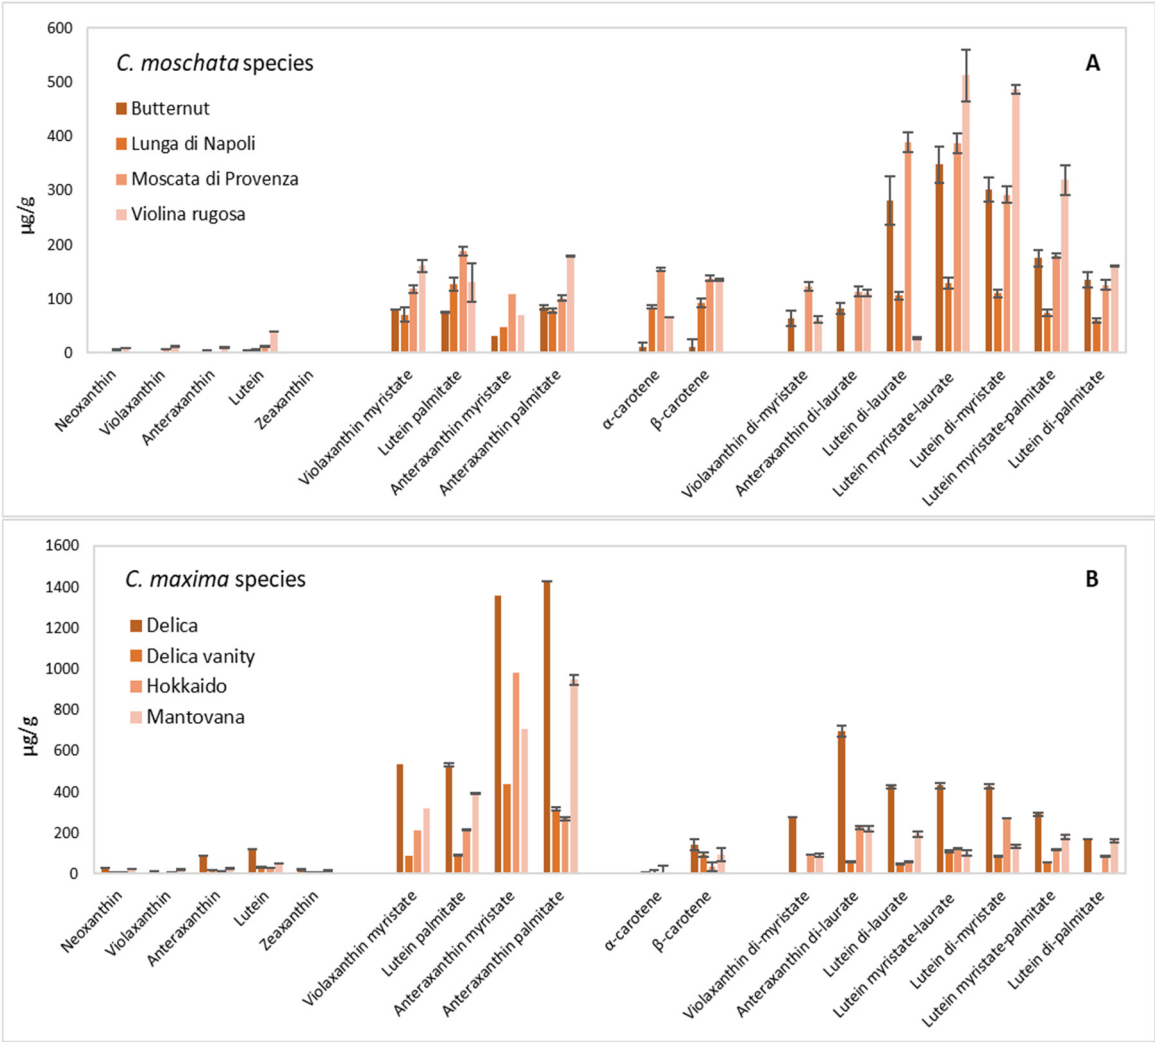 600
500
400
300
200
100
0
µg/g
C. moschata species
A
Butternut
Lunga di Napoli
Moscata di Provenza
Violina rugosa
Neoxanthin
Violaxanthin
Anteraxanthin
Lutein
Zeaxanthin
Violaxanthin myristate
Lutein palmitate
Anteraxanthin myristate
Anteraxanthin palmitate
α-carotene
β-carotene
Violaxanthin di-myristate
Anteraxanthin di-laurate
Lutein di-laurate
Lutein myristate-laurate
Lutein di-myristate
Lutein myristate-palmitate
Lutein di-palmitate
1600
1400
1200
1000
800
600
400
200
0
µg/g
C. maxima species
B
Delica
Delica vanity
Hokkaido
Mantovana
Neoxanthin
Violaxanthin
Anteraxanthin
Lutein
Zeaxanthin
Violaxanthin myristate
Lutein palmitate
Anteraxanthin myristate
Anteraxanthin palmitate
α-carotene
β-carotene
Violaxanthin di-myristate
Anteraxanthin di-laurate
Lutein di-laurate
Lutein myristate-laurate
Lutein di-myristate
Lutein myristate-palmitate
Lutein di-palmitate